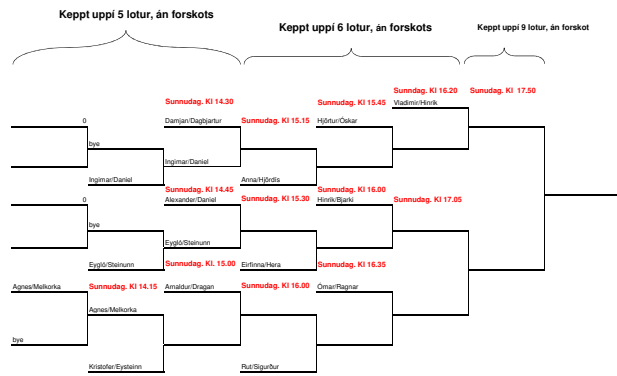 Keppt uppí 5 lotur, án forskots
Keppt uppí 6 lotur, án forskots
Keppt uppí 9 lotur, án forskot
Sunnudag. Kl 16.20
Sunudag. Kl 17.50
Sunnudag. Kl 14.30
Sunnudag. Kl 15.45
Vladimir/Hinrik
0
Damjan/Dagbjartur
Sunnudag. Kl 15.15
Hjörtur/Óskar
bye
Ingimar/Daniel
Ingimar/Daniel
Anna/Hjördis
Sunnudag. Kl 14.45
Sunnudag. Kl 16.00
0
Alexander/Daniel
Sunnudag. Kl 15.30
Hinrik/Bjarki
Sunnudag. Kl 17.05
bye
Eygló/Steinunn
Eygló/Steinunn
Sunnudag. Kl. 15.00
Eirfinna/Hera
Sunnudag. Kl 16.35
Agnes/Melkorka
Sunnudag. Kl 14.15
Arnaldur/Dragan
Sunnudag. Kl 16.00
Ómar/Ragnar
Agnes/Melkorka
bye
Kristofer/Eysteinn
Rut/Sigurður